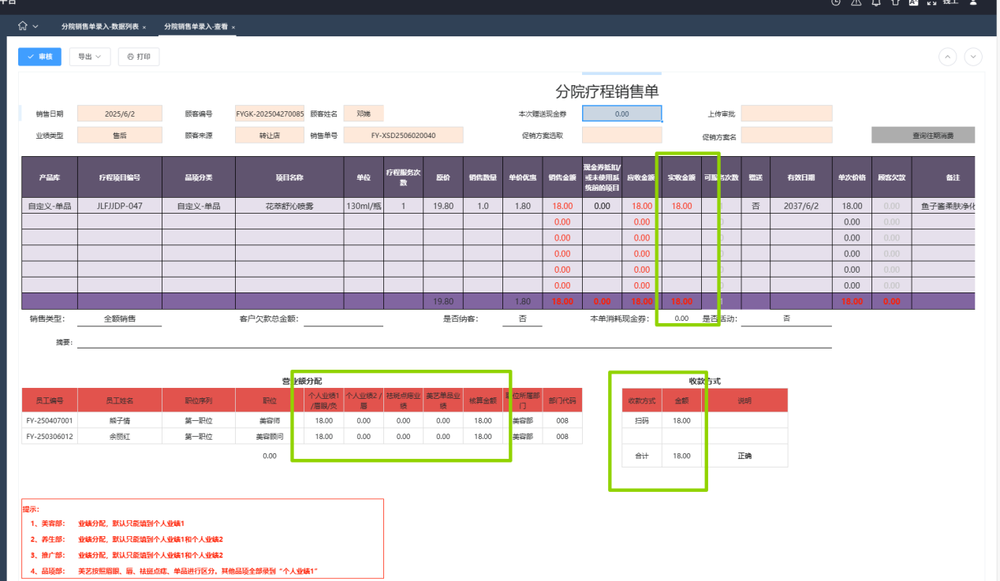 平台
钱工
分院销售单录入-数据列表 × 分院销售单录入-查看 ×
审核 导出 打印
分院疗程销售单
销售日期 2025/6/2 顾客编号 FYGK-202504270085 顾客姓名 邓娣 本次赠送现金券 0.00 上传审批
业绩类型 售后 顾客来源 转让店 销售单号 FY-XSD2506020040 促销方案选取 促销方案名 查询往期消费
产品库 疗程项目编号 品项分类 项目名称 单位 疗程服务次数 原价 销售数量 单价优惠 销售金额 现金券抵扣/或未使用系统前的项目 应收金额 实收金额 可服务次数 赠送 有效日期 单次价格 顾客欠款 备注
自定义-单品 JLFJJDP-047 自定义-单品 花萃舒沁喷雾 130ml/瓶 1 19.80 1.0 1.80 18.00 0.00 18.00 18.00 1 否 2037/6/2 18.00 0.00 鱼子酱柔肤净化
0.00 0.00 0 0.00 0.00
0.00 0.00 0 0.00 0.00
0.00 0.00 0 0.00 0.00
0.00 0.00 0 0.00 0.00
0.00 0.00 0 0.00 0.00
19.80 1.80 18.00 0.00 18.00 18.00 1 18.00 0.00
销售类型: 全额销售 客户欠款总金额: 是否纳客: 否 本单消耗现金券: 0.00 是否活动: 否
摘要:
营业额分配 收款方式
员工编号 员工姓名 职位序列 职位 个人业绩1/眉眼/灸 个人业绩2/眉 祛斑点痣业绩 美艺单品业绩 核算金额 职位所属部门 部门代码 收款方式 金额 说明
FY-250407001 熊子情 第一职位 美容师 18.00 0.00 0.00 0.00 18.00 美容部 008 扫码 18.00
FY-250306012 余丽红 第一职位 美容顾问 18.00 0.00 0.00 0.00 18.00 美容部 008
0.00 合计 18.00 正确
提示:
1、美容部: 业绩分配，默认只能填到个人业绩1
2、养生部: 业绩分配，默认只能填到个人业绩1和个人业绩2
3、推广部: 业绩分配，默认只能填到个人业绩1和个人业绩2
4、品项部: 美艺按照眉眼、唇、祛斑点痣、单品进行区分，其他品项全部录到“个人业绩1”